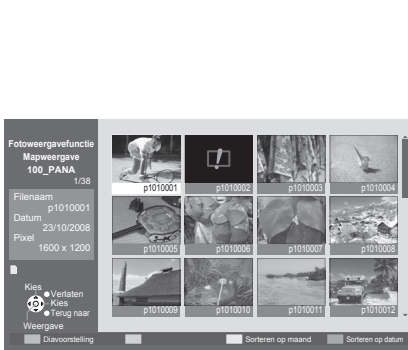 Fotoweergavefunctie
Mapweergave
100_PANA
1/38
Filenaam
p1010001
Datum
23/10/2008
Pixel
1600 x 1200
Kies
Verlaten
Kies
Terug naar
Weergave
p1010001 p1010002 p1010003 p1010004
p1010005 p1010006 p1010007 p1010008
p1010009 p1010010 p1010011 p1010012
Diavoorstelling Sorteren op maand Sorteren op datum